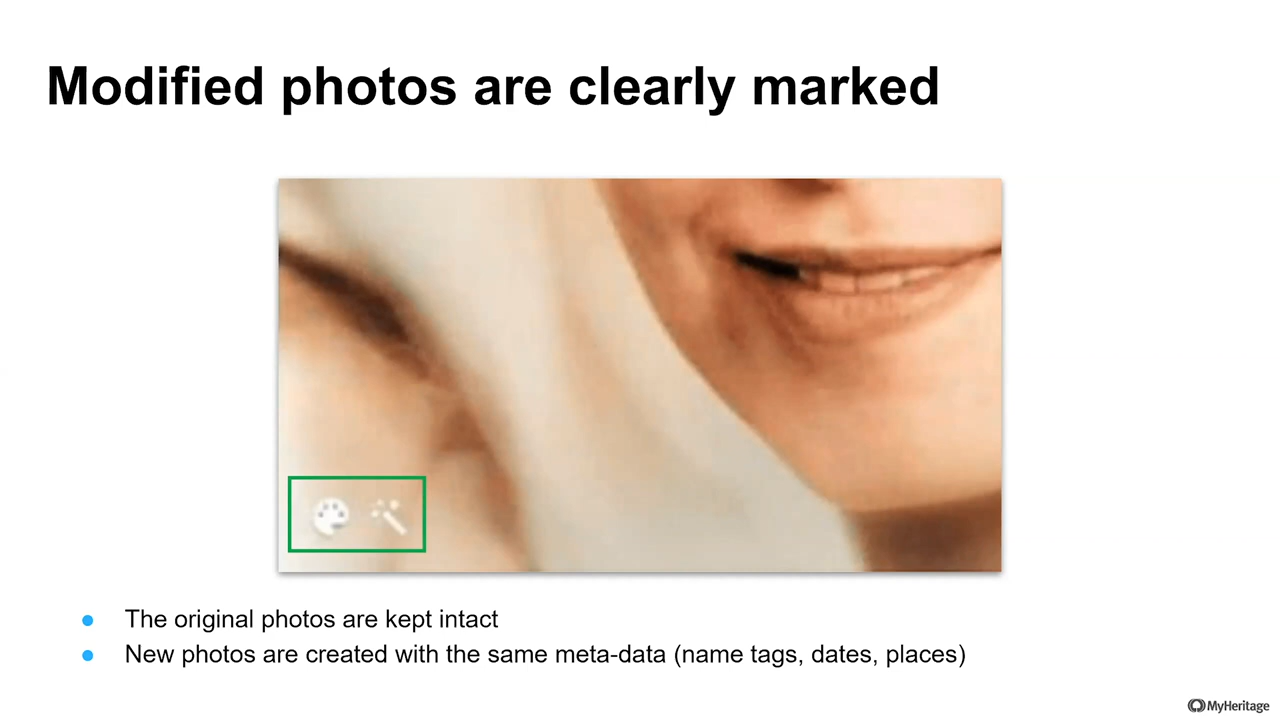 Modified photos are clearly marked
● The original photos are kept intact
● New photos are created with the same meta-data (name tags, dates, places)
MyHeritage